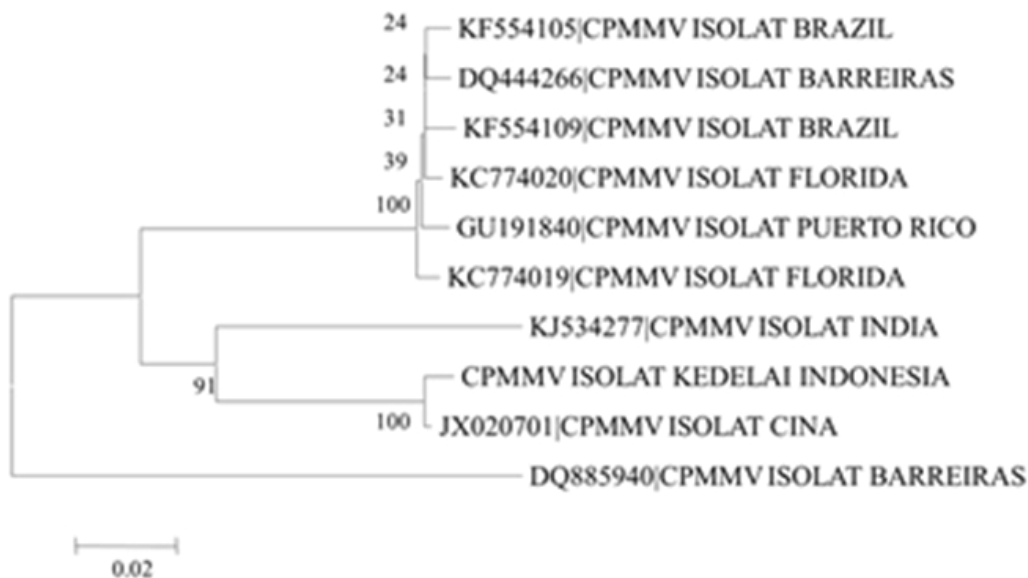 24
KF554105|CPMMV ISOLAT BRAZIL
24
DQ444266|CPMMV ISOLAT BARREIRAS
31
KF554109|CPMMV ISOLAT BRAZIL
39
KC774020|CPMMV ISOLAT FLORIDA
100
GU191840|CPMMV ISOLAT PUERTO RICO
KC774019|CPMMV ISOLAT FLORIDA
KJ534277|CPMMV ISOLAT INDIA
91
CPMMV ISOLAT KEDELAI INDONESIA
100
JX020701|CPMMV ISOLAT CINA
DQ885940|CPMMV ISOLAT BARREIRAS
0.02